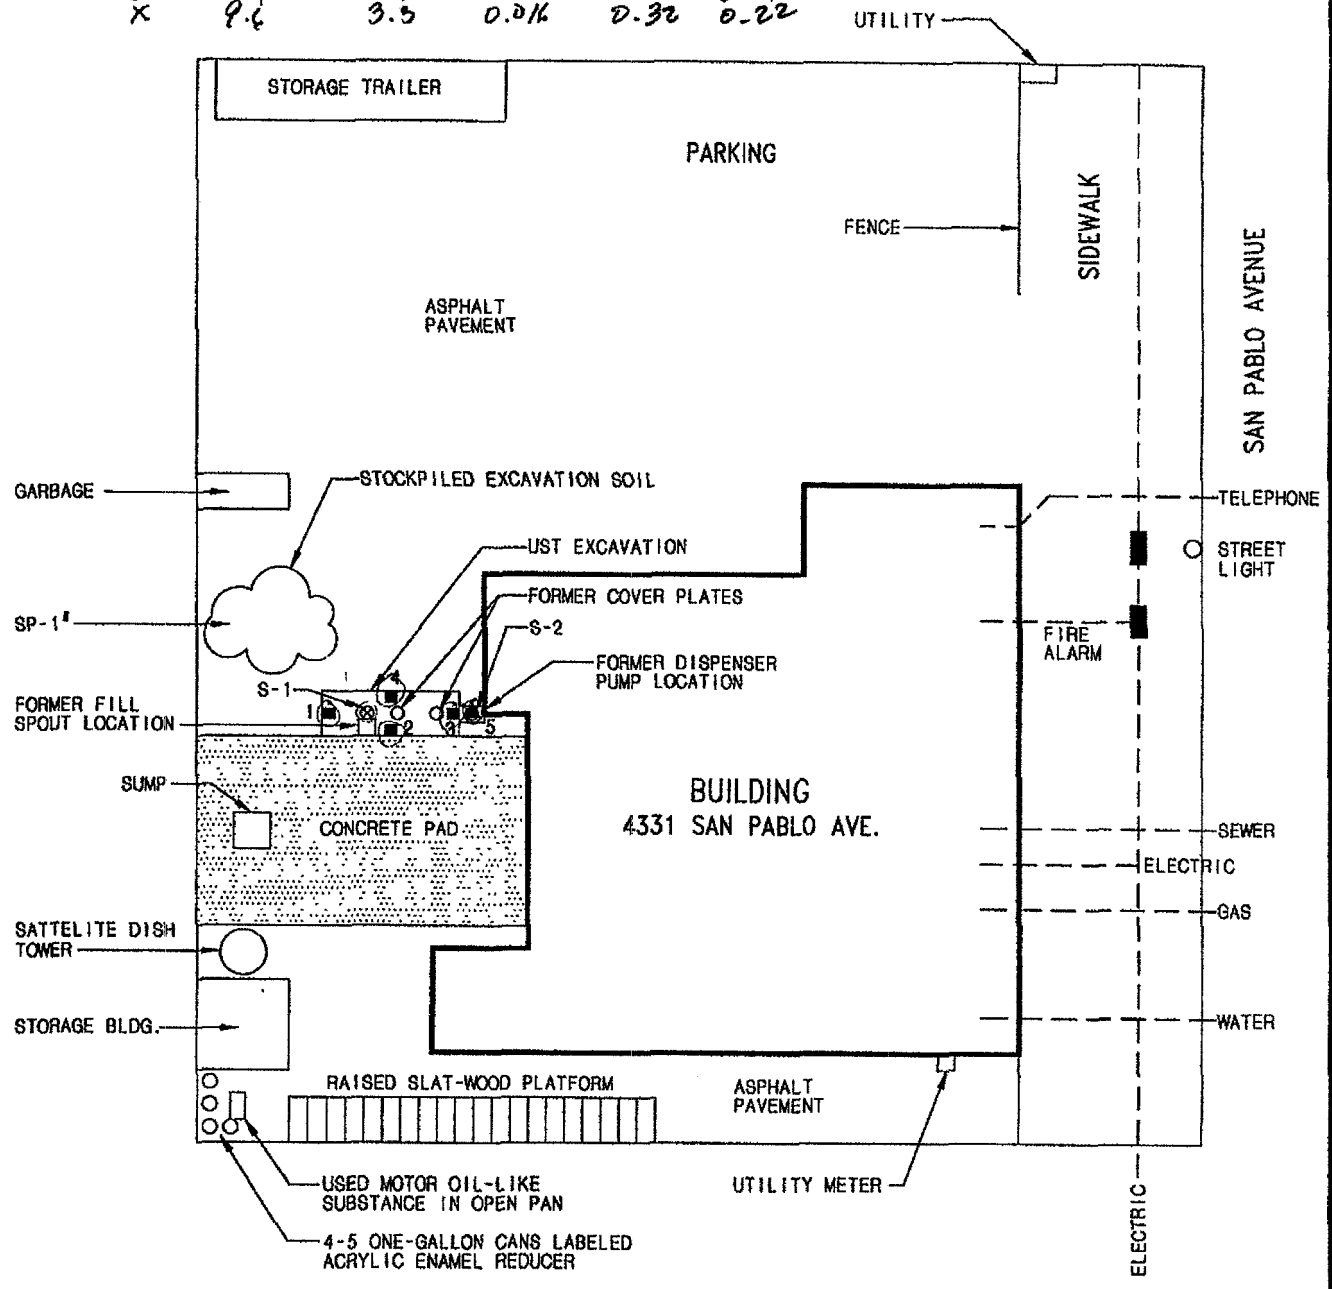 x 9.6 3.3 0.016 0.32 0.22
UTILITY
STORAGE TRAILER
PARKING
SIDEWALK
FENCE
SAN PABLO AVENUE
ASPHALT
PAVEMENT
GARBAGE
STOCKPILED EXCAVATION SOIL
TELEPHONE
UST EXCAVATION
STREET
LIGHT
FORMER COVER PLATES
SP-1
S-2
FIRE
ALARM
FORMER DISPENSER
PUMP LOCATION
S-1
4
FORMER FILL
SPOUT LOCATION
1
2
3
5
SUMP
BUILDING
4331 SAN PABLO AVE.
CONCRETE PAD
SEWER
ELECTRIC
GAS
SATTELITE DISH
TOWER
STORAGE BLDG.
WATER
RAISED SLAT-WOOD PLATFORM
ASPHALT
PAVEMENT
USED MOTOR OIL-LIKE
SUBSTANCE IN OPEN PAN
UTILITY METER
ELECTRIC
4-5 ONE-GALLON CANS LABELED
ACRYLIC ENAMEL REDUCER